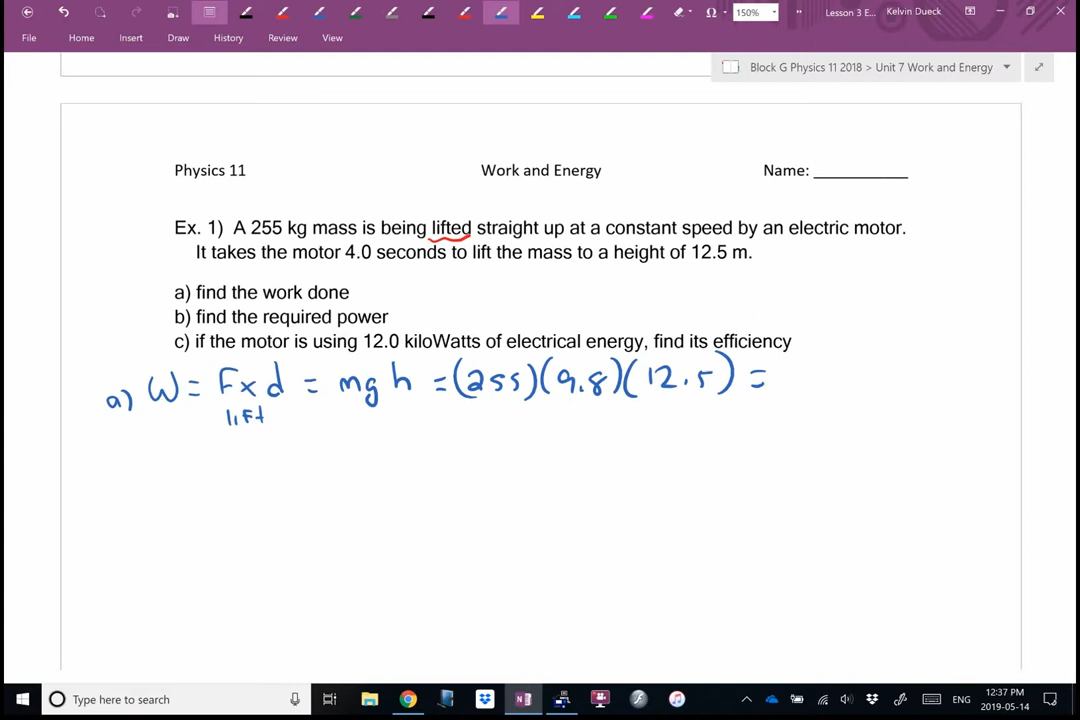 150%
Lesson 3 E...
Kelvin Dueck
File Home Insert Draw History Review View
Block G Physics 11 2018 > Unit 7 Work and Energy
Physics 11 Work and Energy Name: ___________
Ex. 1) A 255 kg mass is being lifted straight up at a constant speed by an electric motor.
It takes the motor 4.0 seconds to lift the mass to a height of 12.5 m.
a) find the work done
b) find the required power
c) if the motor is using 12.0 kiloWatts of electrical energy, find its efficiency
a) W = F x d = mg h = (255)(9.8)(12.5) =
lift
Type here to search
ENG
12:37 PM
2019-05-14